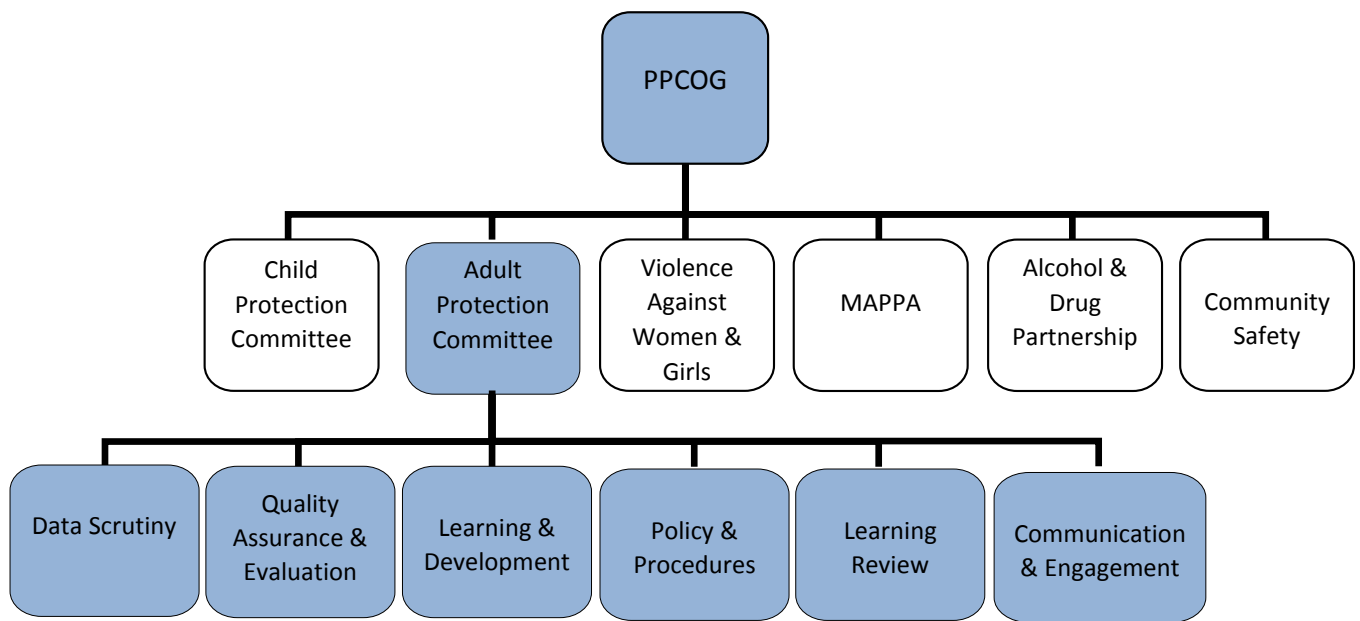 PPCOG
Child
Protection
Committee
Adult
Protection
Committee
Violence
Against
Women &
Girls
MAPPA
Alcohol &
Drug
Partnership
Community
Safety
Data Scrutiny
Quality
Assurance &
Evaluation
Learning &
Development
Policy &
Procedures
Learning
Review
Communication
& Engagement